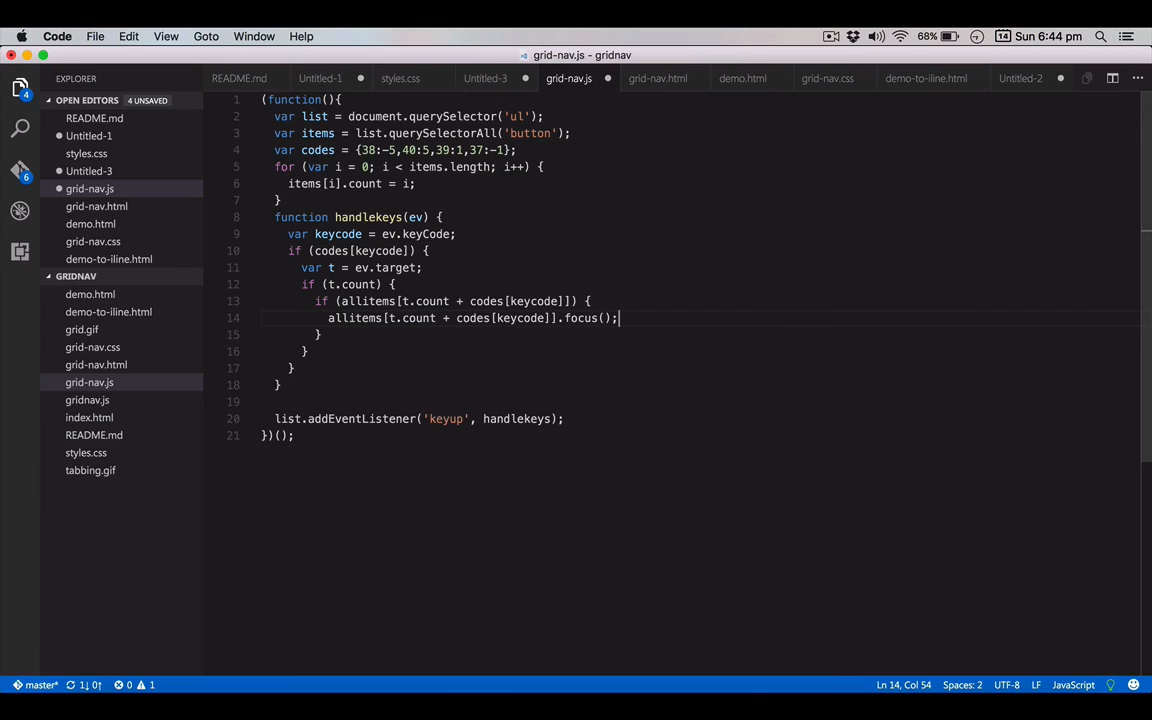 Code File Edit View Goto Window Help 68% 14 Sun 6:44 pm
grid-nav.js - gridnav
EXPLORER
README.md Untitled-1 styles.css Untitled-3 grid-nav.js grid-nav.html demo.html grid-nav.css demo-to-iline.html Untitled-2
4
OPEN EDITORS 4 UNSAVED
README.md
Untitled-1
styles.css
Untitled-3
6
grid-nav.js
grid-nav.html
demo.html
grid-nav.css
demo-to-iline.html
GRIDNAV
demo.html
demo-to-iline.html
grid.gif
grid-nav.css
grid-nav.html
grid-nav.js
gridnav.js
index.html
README.md
styles.css
tabbing.gif
1 (function(){
2 var list = document.querySelector('ul');
3 var items = list.querySelectorAll('button');
4 var codes = {38:-5,40:5,39:1,37:-1};
5 for (var i = 0; i < items.length; i++) {
6 items[i].count = i;
7 }
8 function handlekeys(ev) {
9 var keycode = ev.keyCode;
10 if (codes[keycode]) {
11 var t = ev.target;
12 if (t.count) {
13 if (allitems[t.count + codes[keycode]]) {
14 allitems[t.count + codes[keycode]].focus();
15 }
16 }
17 }
18 }
19
20 list.addEventListener('keyup', handlekeys);
21 })();
master* 1↓ 0↑ 0 1 Ln 14, Col 54 Spaces: 2 UTF-8 LF JavaScript